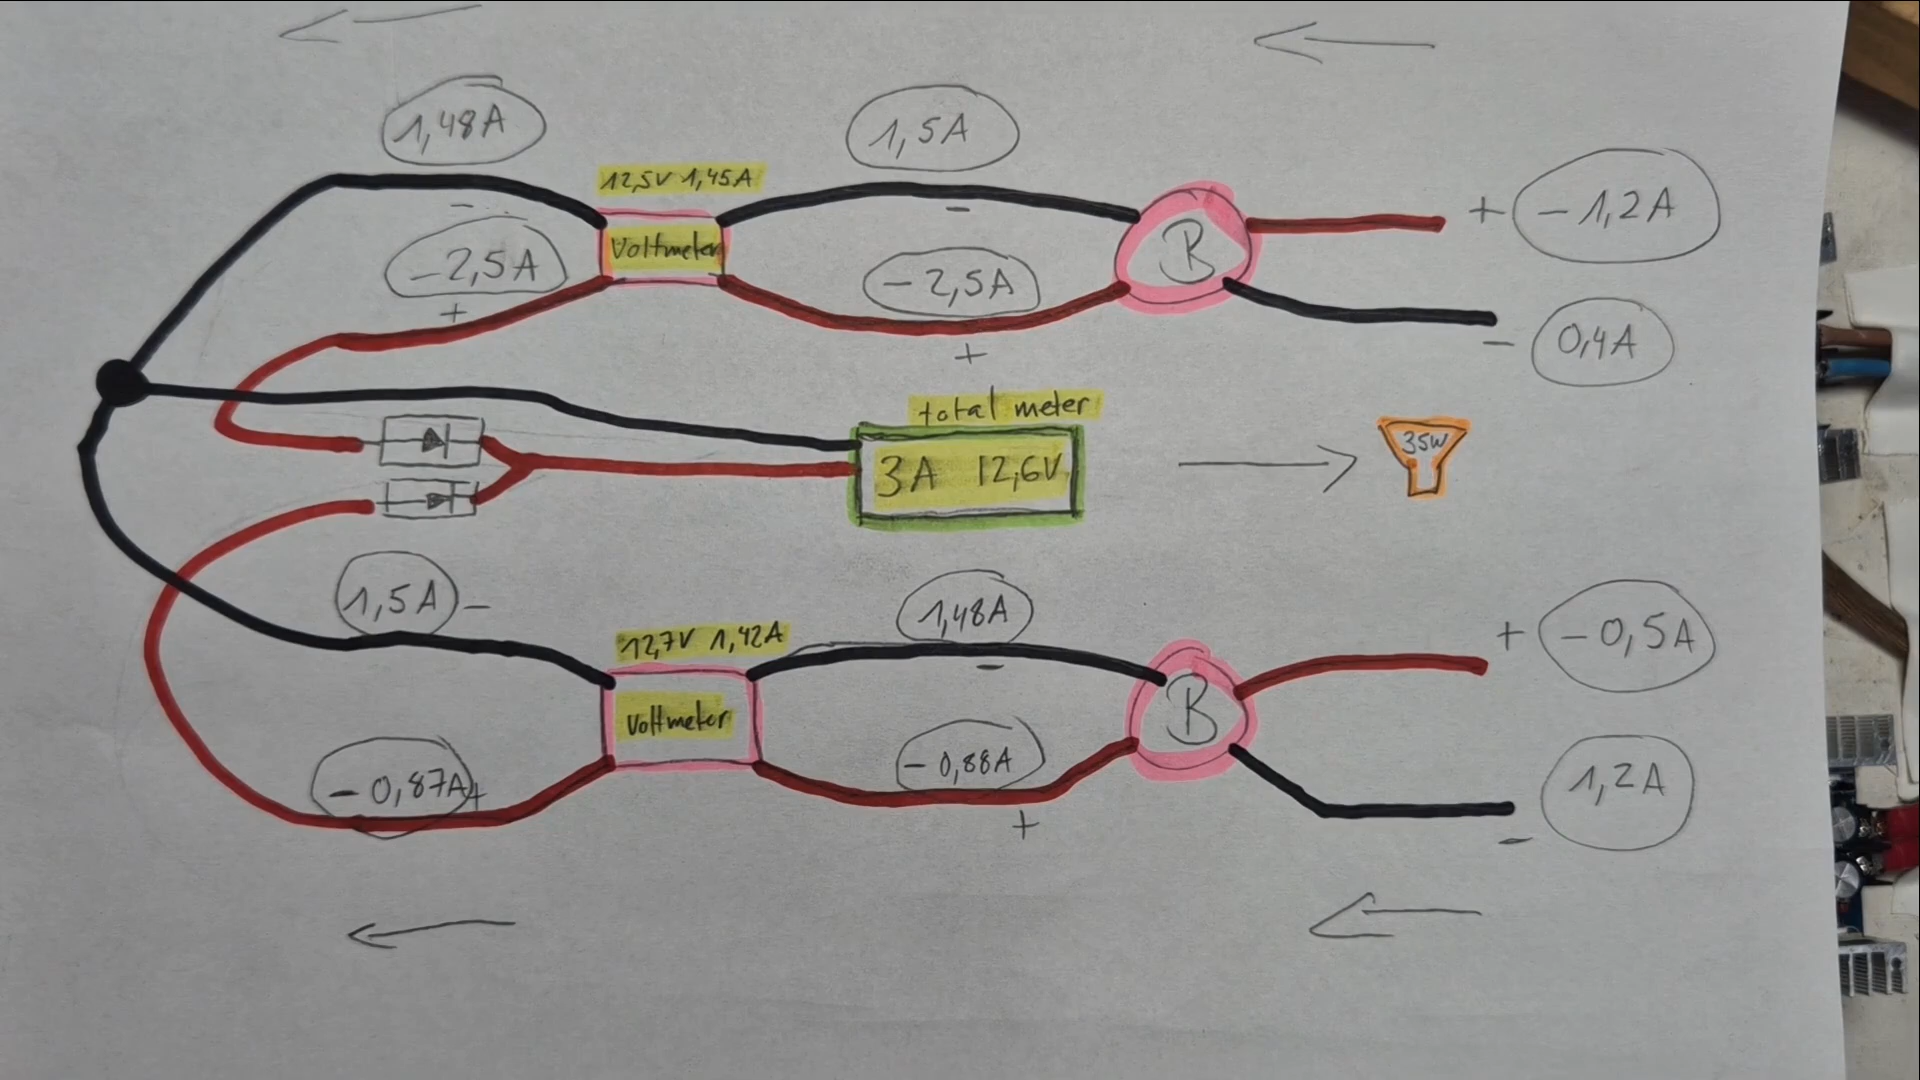 1,48A
1,5A
12,5V 1,45A
-
-
+ - 1,2A
Voltmeter
B
- 2,5A
- 2,5A
+
+
- 0,4A
total meter
3A 12,6V
35W
1,5A -
1,48A
12,7V 1,42A
-
+ - 0,5A
Voltmeter
B
- 0,87A +
- 0,88A
+
1,2A
-